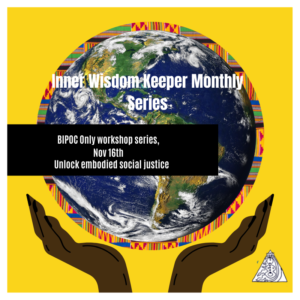 Inner Wisdom Keeper Monthly
Series
BIPOC Only workshop series,
Nov 16th
Unlock embodied social justice